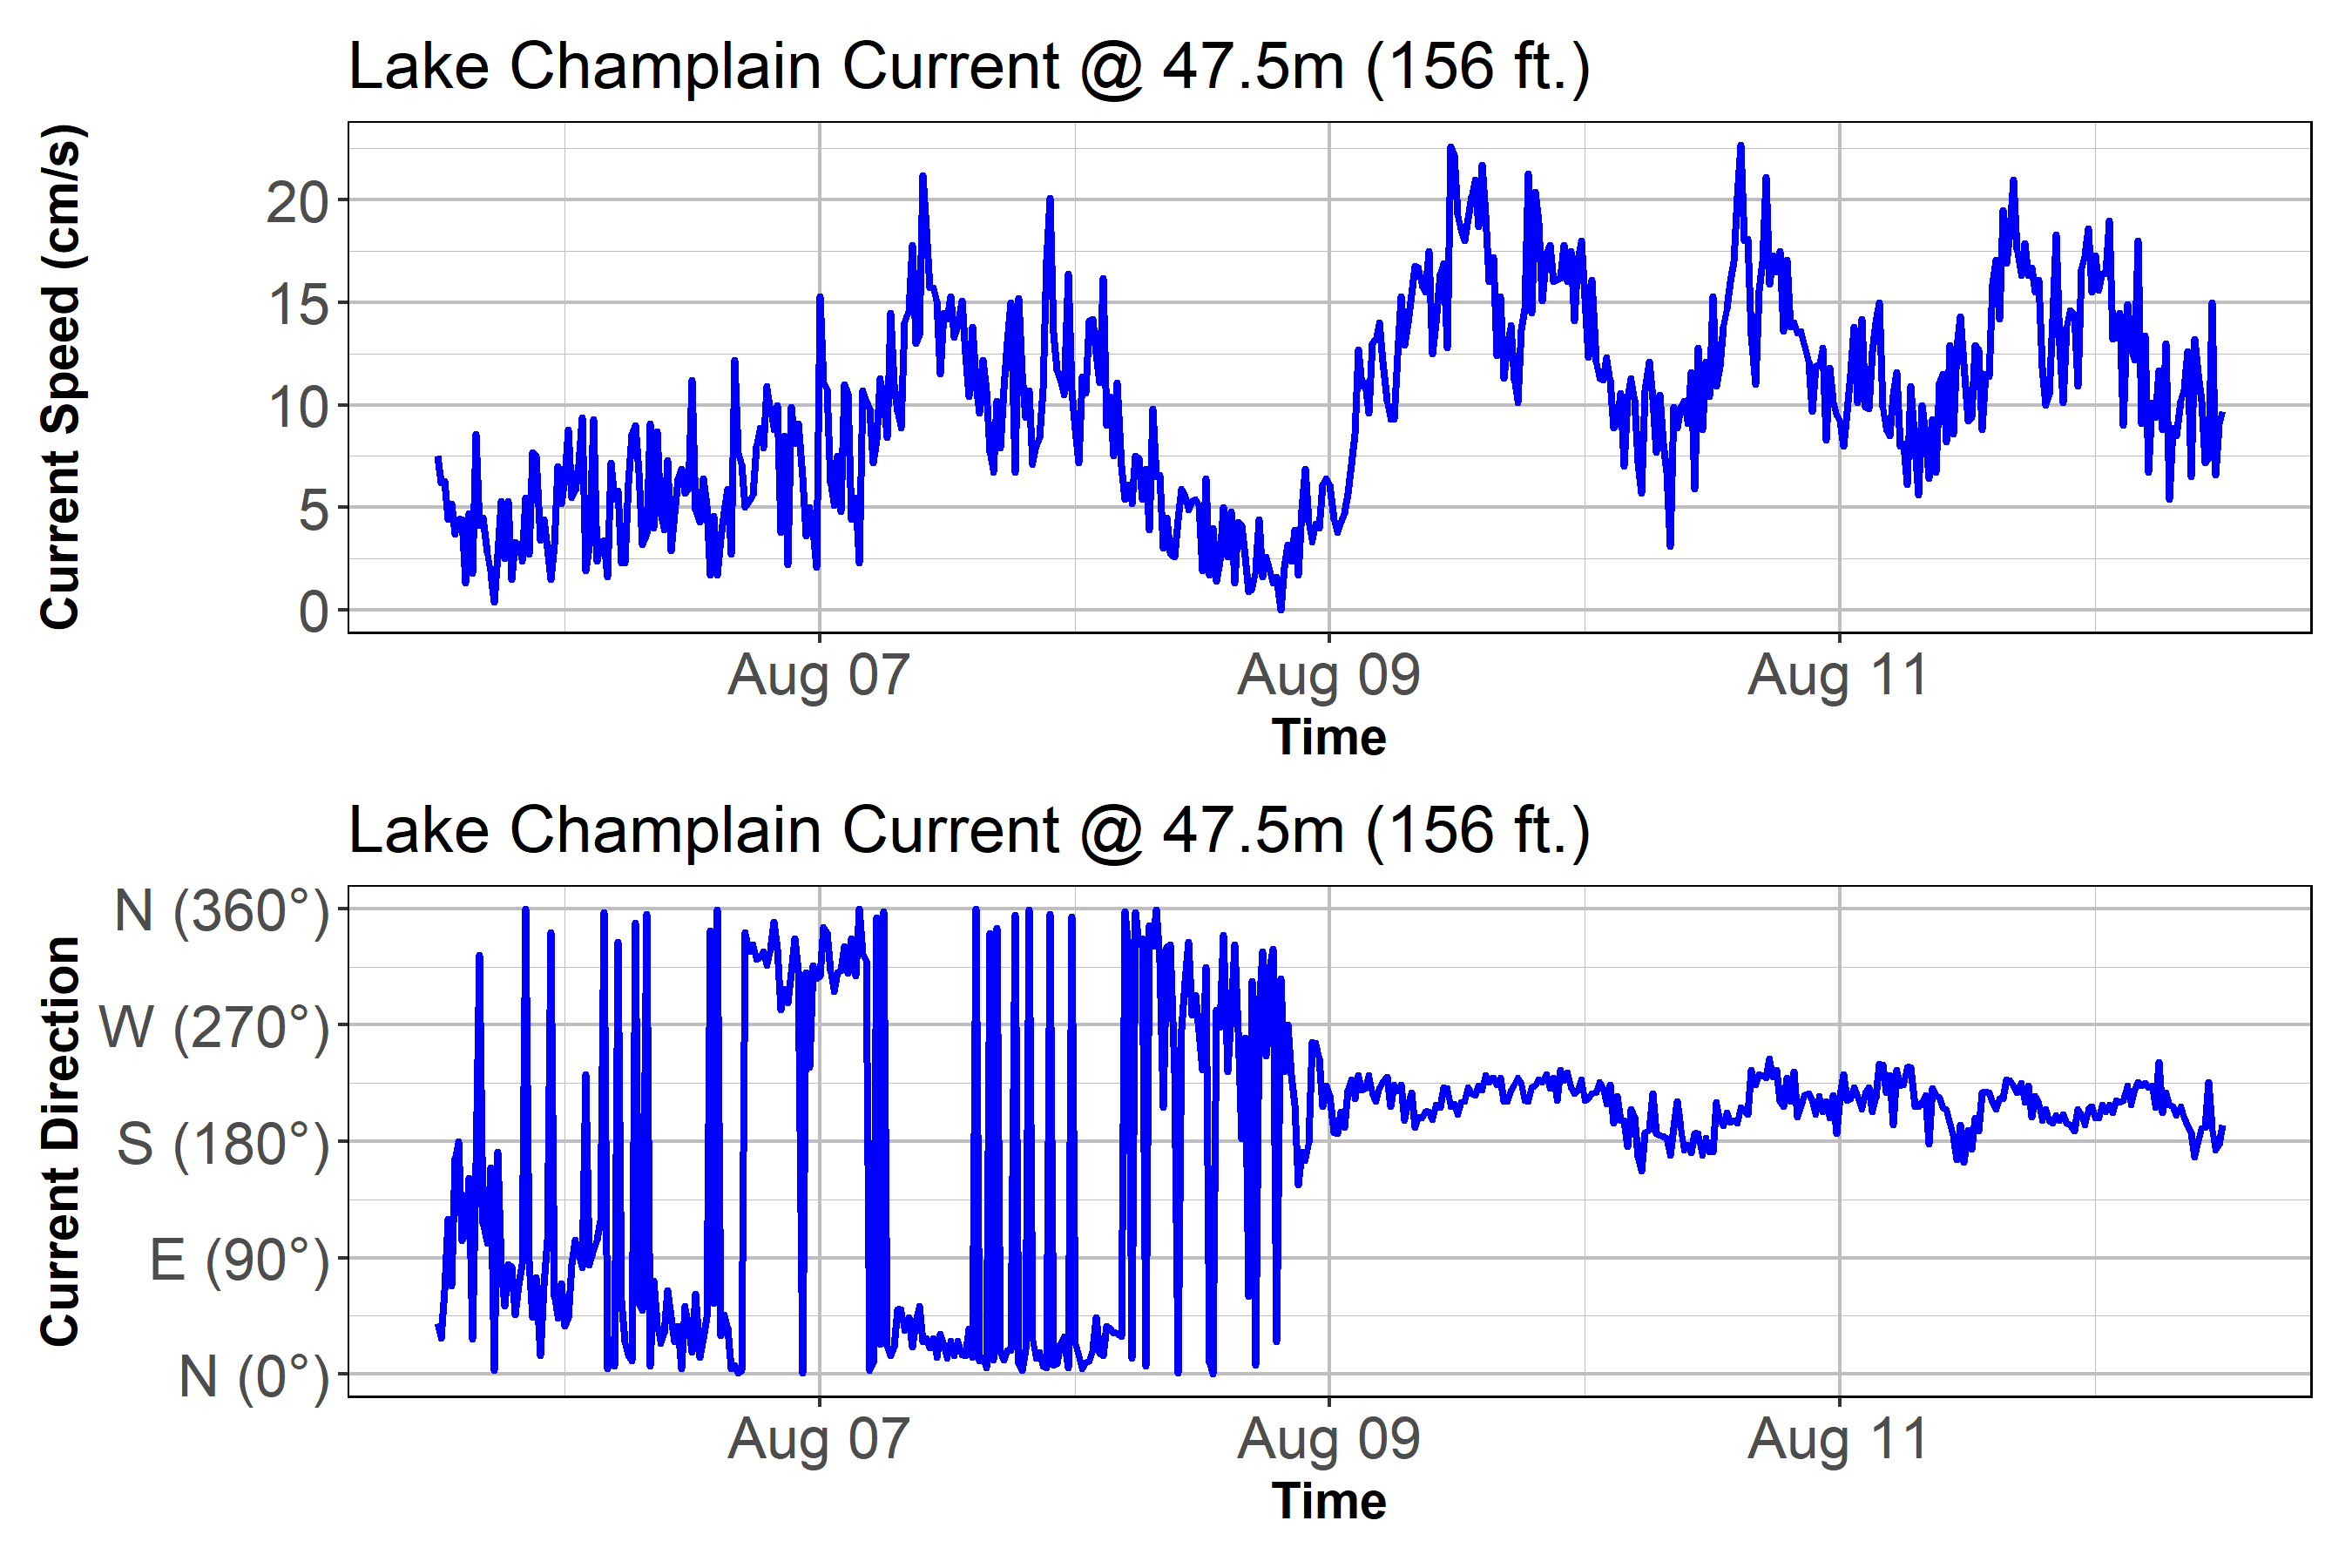 Lake Champlain Current @ 47.5m (156 ft.)
Current Speed (cm/s)
20
15
10
5
0
Aug 07 Aug 09 Aug 11
Time
Lake Champlain Current @ 47.5m (156 ft.)
Current Direction
N (360°)
W (270°)
S (180°)
E (90°)
N (0°)
Aug 07 Aug 09 Aug 11
Time